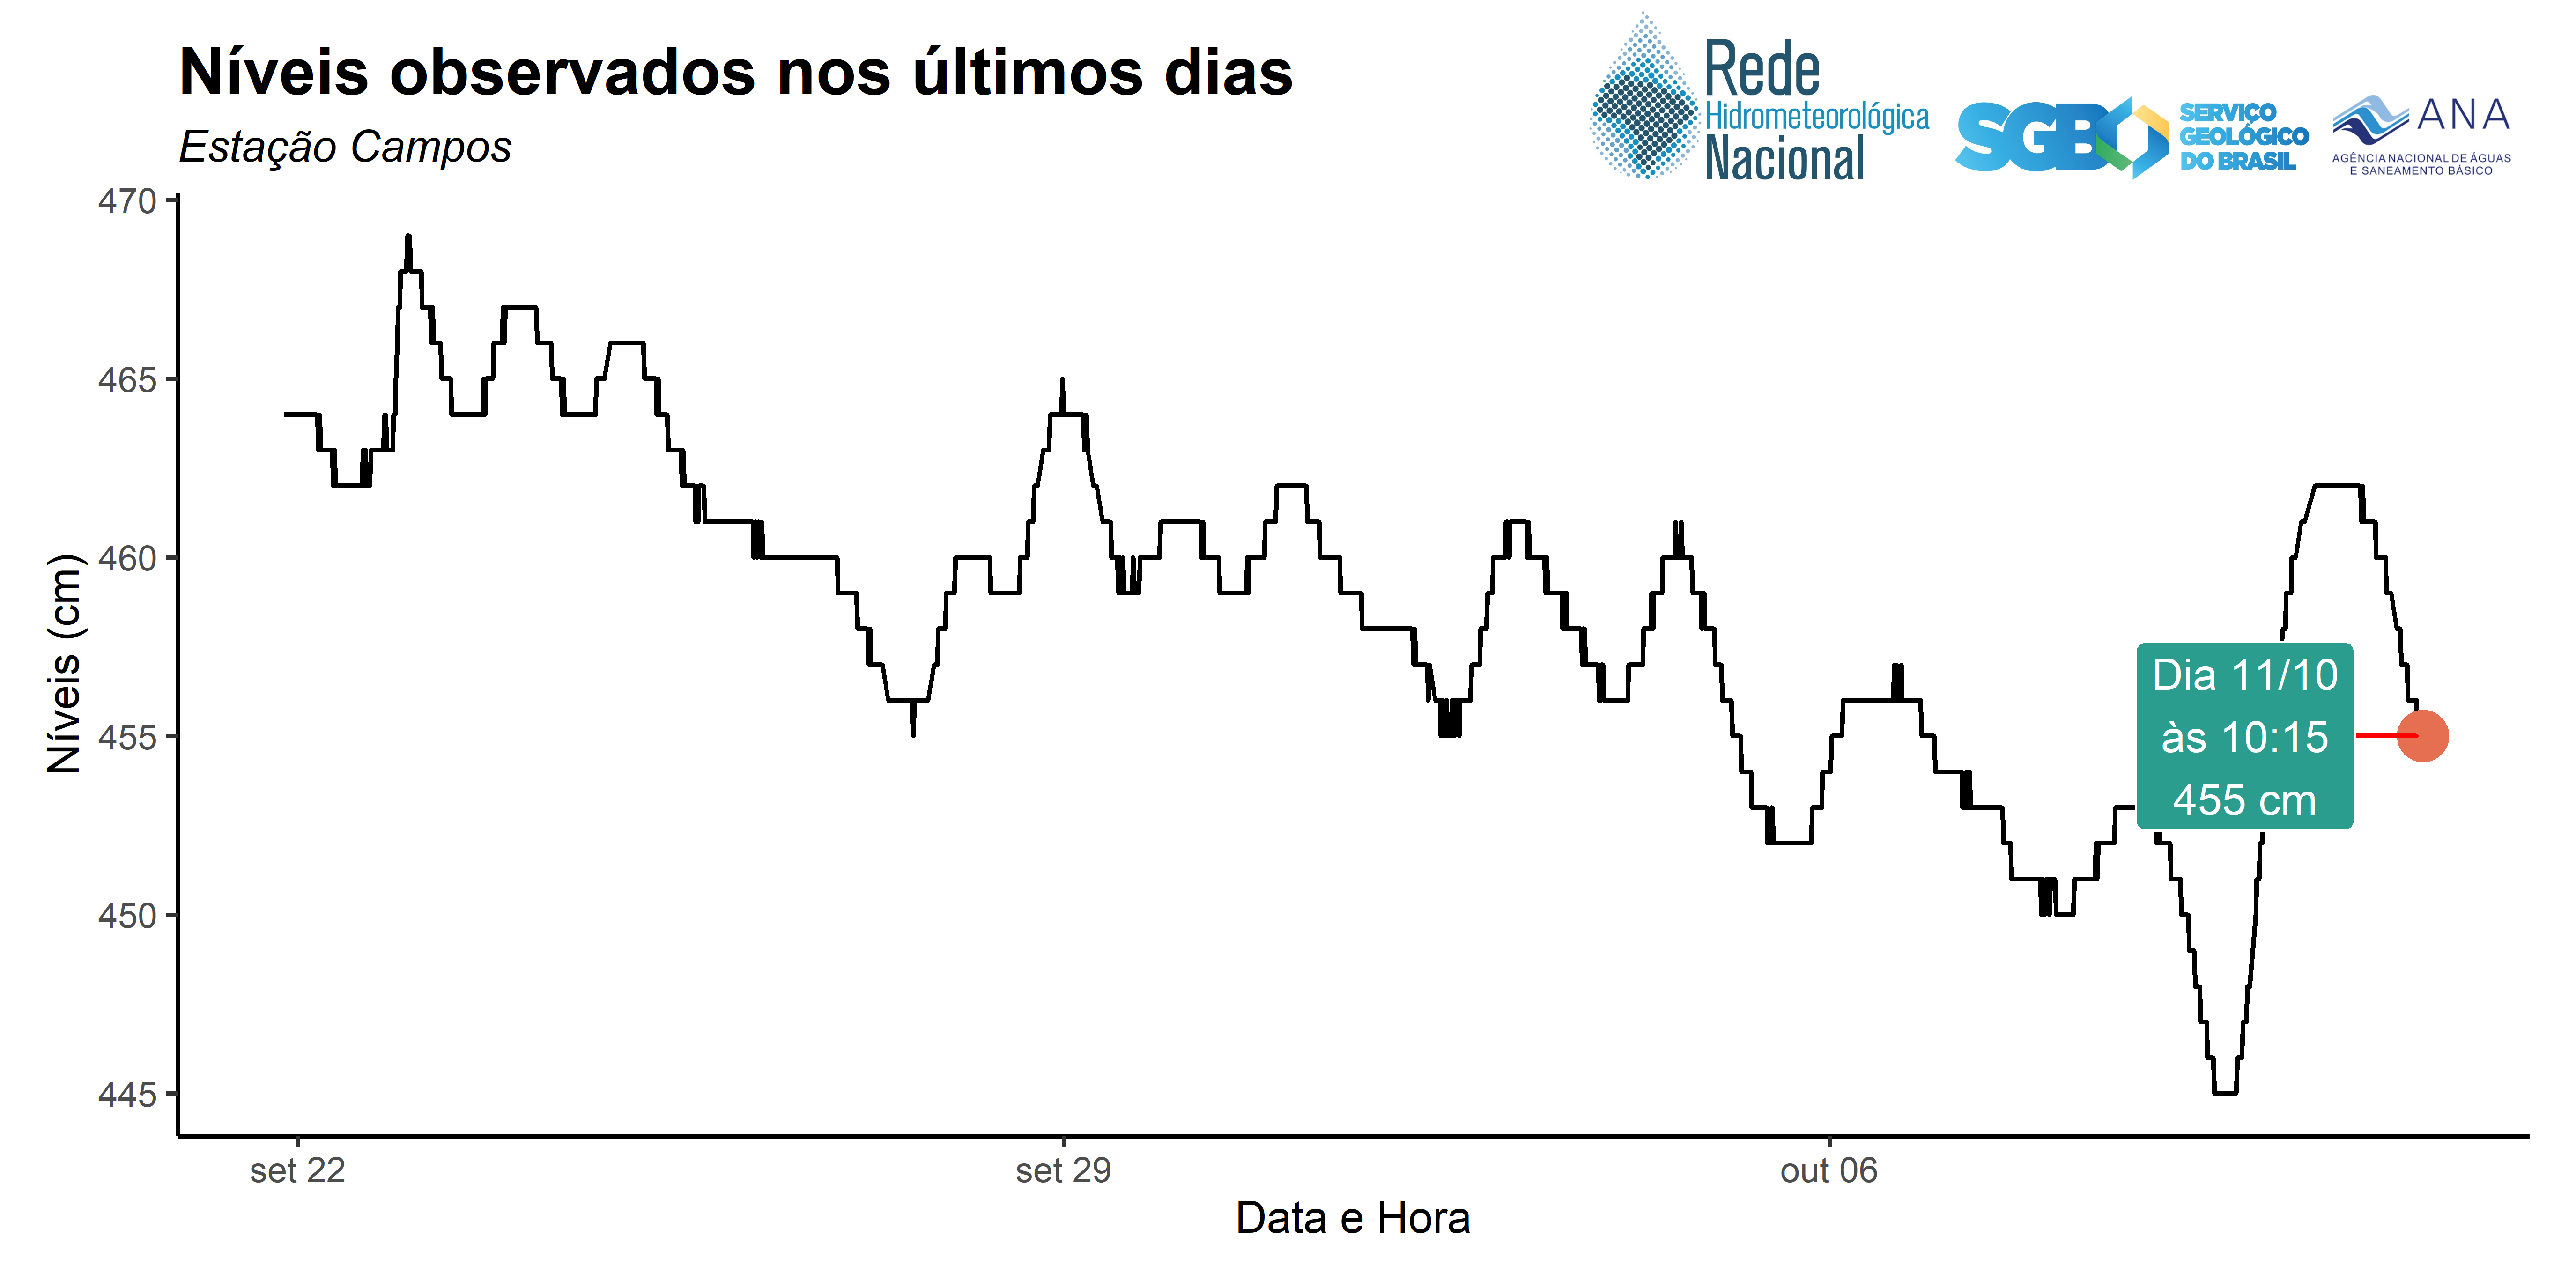 Níveis observados nos últimos dias
Estação Campos
Rede
Hidrometeorológica
Nacional
SGB
SERVIÇO
GEOLÓGICO
DO BRASIL
ANA
AGÊNCIA NACIONAL DE ÁGUAS
E SANEAMENTO BÁSICO
Níveis (cm)
470
465
460
455
450
445
Dia 11/10
às 10:15
455 cm
set 22
set 29
out 06
Data e Hora